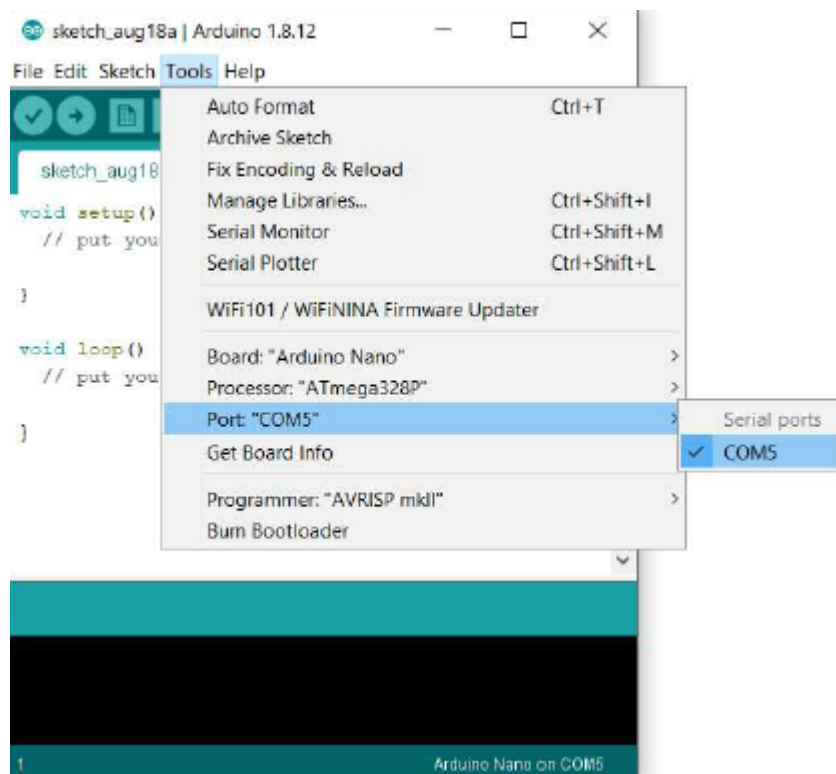 sketch_aug18a | Arduino 1.8.12
File Edit Sketch Tools Help
Auto Format Ctrl+T
Archive Sketch
sketch_aug18
Fix Encoding & Reload
Manage Libraries... Ctrl+Shift+I
void setup()
Serial Monitor Ctrl+Shift+M
// put you
Serial Plotter Ctrl+Shift+L
}
WiFi101 / WiFiNINA Firmware Updater
void loop()
Board: "Arduino Nano"
// put you
Processor: "ATmega328P"
Port: "COM5"
Serial ports
}
Get Board Info
COM5
Programmer: "AVRISP mkII"
Burn Bootloader
1 Arduino Nano on COM5